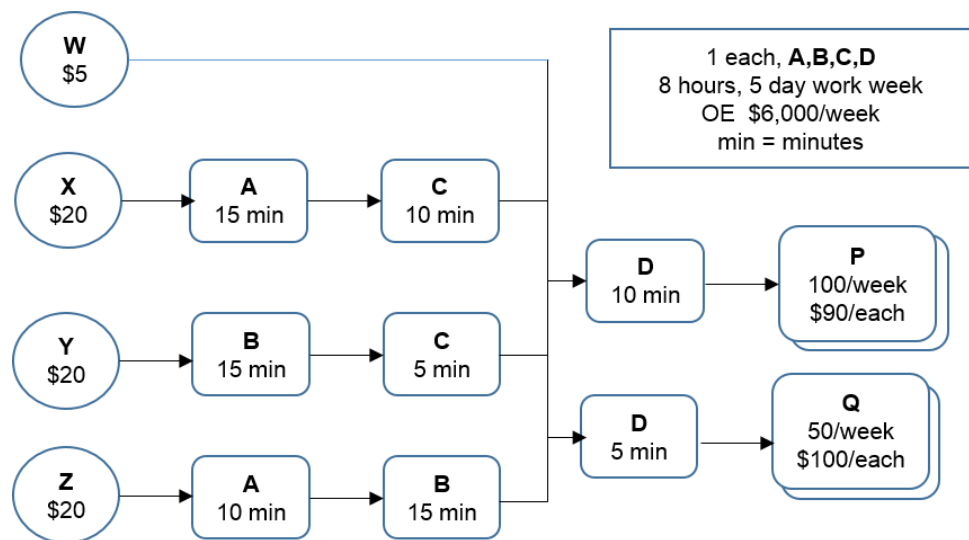 W
$5
1 each, A,B,C,D
8 hours, 5 day work week
OE $6,000/week
min = minutes
X
$20
A
15 min
C
10 min
D
10 min
P
100/week
$90/each
Y
$20
B
15 min
C
5 min
D
5 min
Q
50/week
$100/each
Z
$20
A
10 min
B
15 min